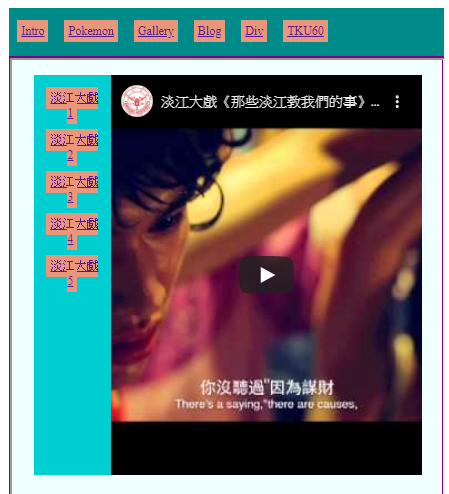 Intro Pokemon Gallery Blog Div TKU60
淡江大戲
1
淡江大戲
2
淡江大戲
3
淡江大戲
4
淡江大戲
5
淡江大戲《那些淡江教我們的事》...
你沒聽過"因為謀財
There's a saying,"there are causes,